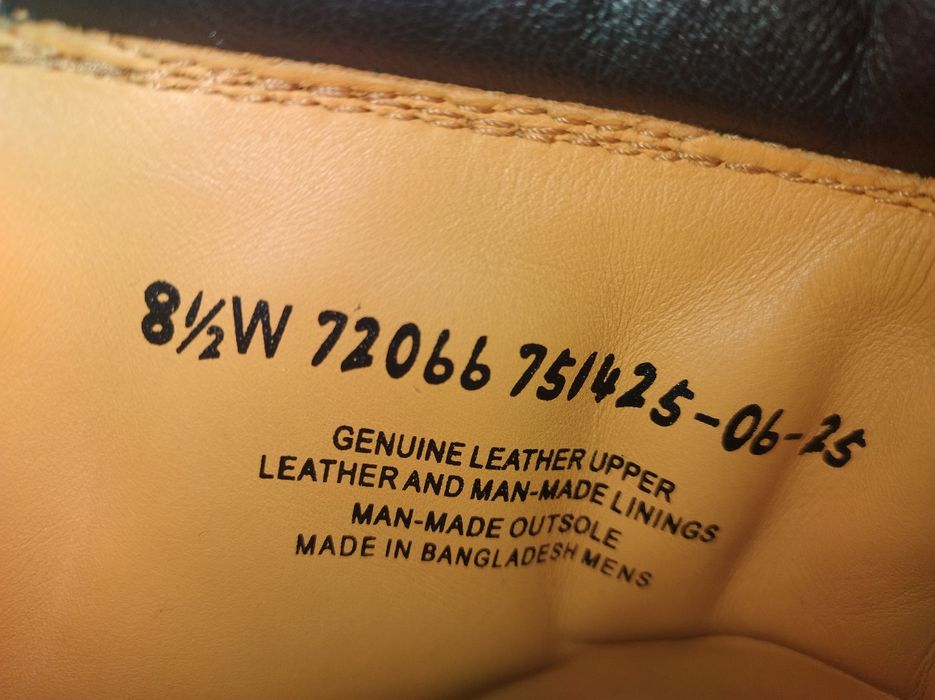 8½W 72066 751425-06-25
GENUINE LEATHER UPPER
LEATHER AND MAN-MADE LININGS
MAN-MADE OUTSOLE
MADE IN BANGLADESH MENS